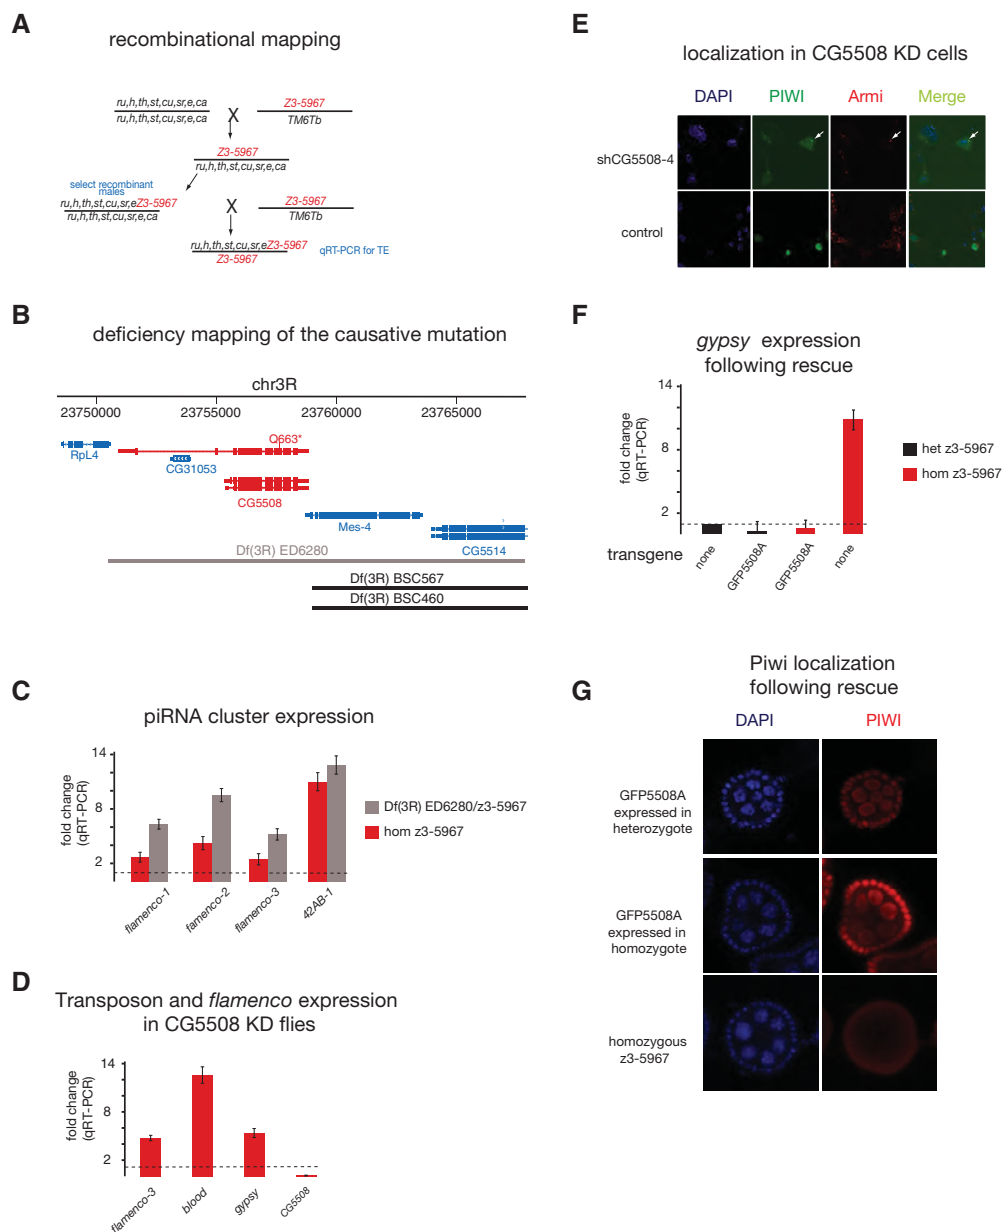 A
recombinational mapping
ru,h,th,st,cu,sr,e,ca
ru,h,th,st,cu,sr,e,ca
X
Z3-5967
TM6Tb
Z3-5967
ru,h,th,st,cu,sr,e,ca
select recombinant
males
ru,h,th,st,cu,sr,eZ3-5967
ru,h,th,st,cu,sr,e,ca
X
Z3-5967
TM6Tb
ru,h,th,st,cu,sr,eZ3-5967
Z3-5967
qRT-PCR for TE
B
deficiency mapping of the causative mutation
chr3R
23750000
23755000
23760000
23765000
Q663*
RpL4
CG31053
CG5508
Mes-4
CG5514
Df(3R) ED6280
Df(3R) BSC567
Df(3R) BSC460
C
piRNA cluster expression
fold change
(qRT-PCR)
14
8
2
flamenco-1
famenco-2
flamenco-3
42AB-1
Df(3R) ED6280/z3-5967
hom z3-5967
D
Transposon and flamenco expression
in CG5508 KD flies
fold change
(qRT-PCR)
14
8
2
flamenco-3
blood
gypsy
CG5508
E
localization in CG5508 KD cells
DAPI
PIWI
Armi
Merge
shCG5508-4
control
F
gypsy expression
following rescue
fold change
(qRT-PCR)
14
8
2
transgene
none
GFP5508A
GFP5508A
none
het z3-5967
hom z3-5967
G
Piwi localization
following rescue
DAPI
PIWI
GFP5508A
expressed in
heterozygote
GFP5508A
expressed in
homozygote
homozygous
z3-5967